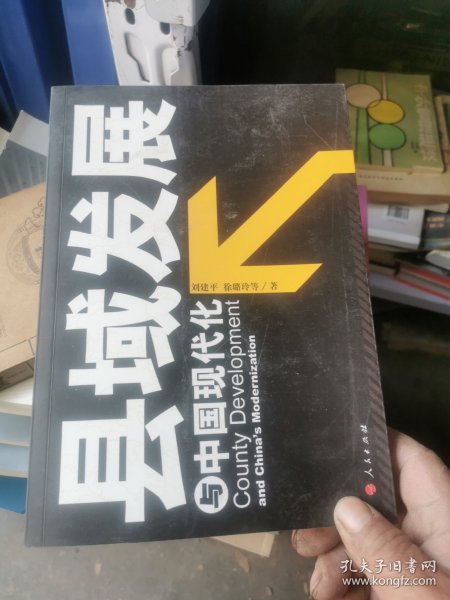 县域发展
与中国现代化
County Development
and China's Modernization
刘建平 徐璐玲等/著
人民出版社
孔夫子旧书网
www.kongfz.com